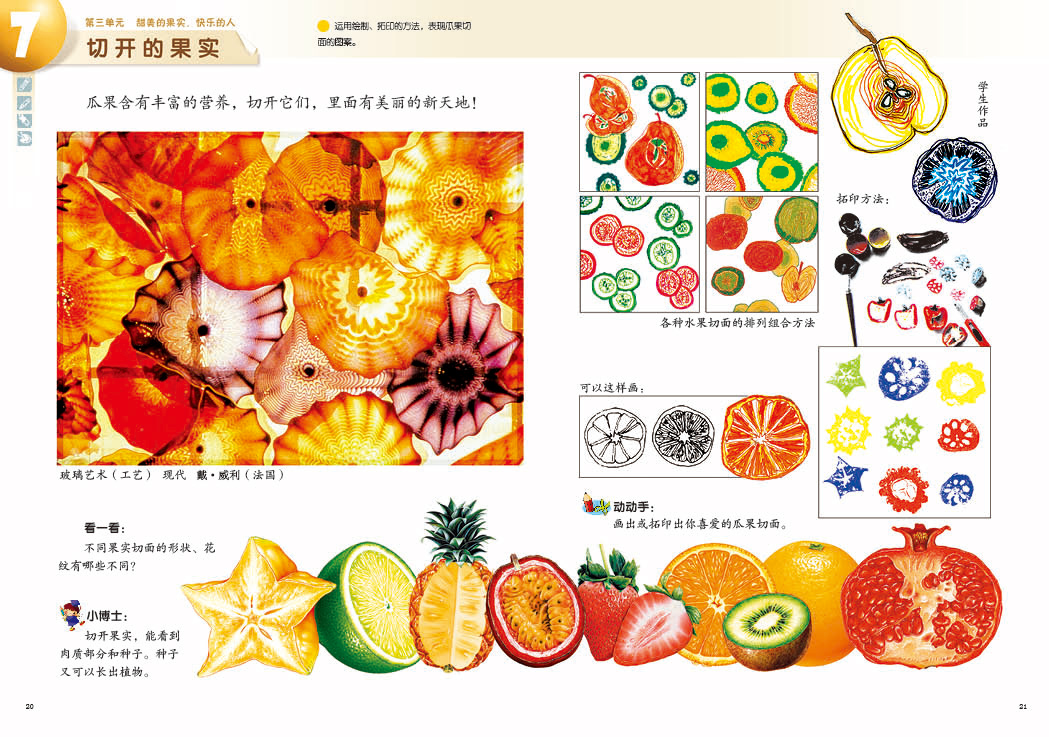 7
第三单元 甜美的果实，快乐的人
切开的果实
运用绘制、拓印的方法，表现瓜果切
面的图案。
瓜果含有丰富的营养，切开它们，里面有美丽的新天地！
玻璃艺术（工艺） 现代 戴·威利（法国）
看一看：
不同果实切面的形状、花
纹有哪些不同？
小博士：
切开果实，能看到
肉质部分和种子。种子
又可以长出植物。
20
学生作品
拓印方法：
各种水果切面的排列组合方法
可以这样画：
动动手：
画出或拓印出你喜爱的瓜果切面。
21